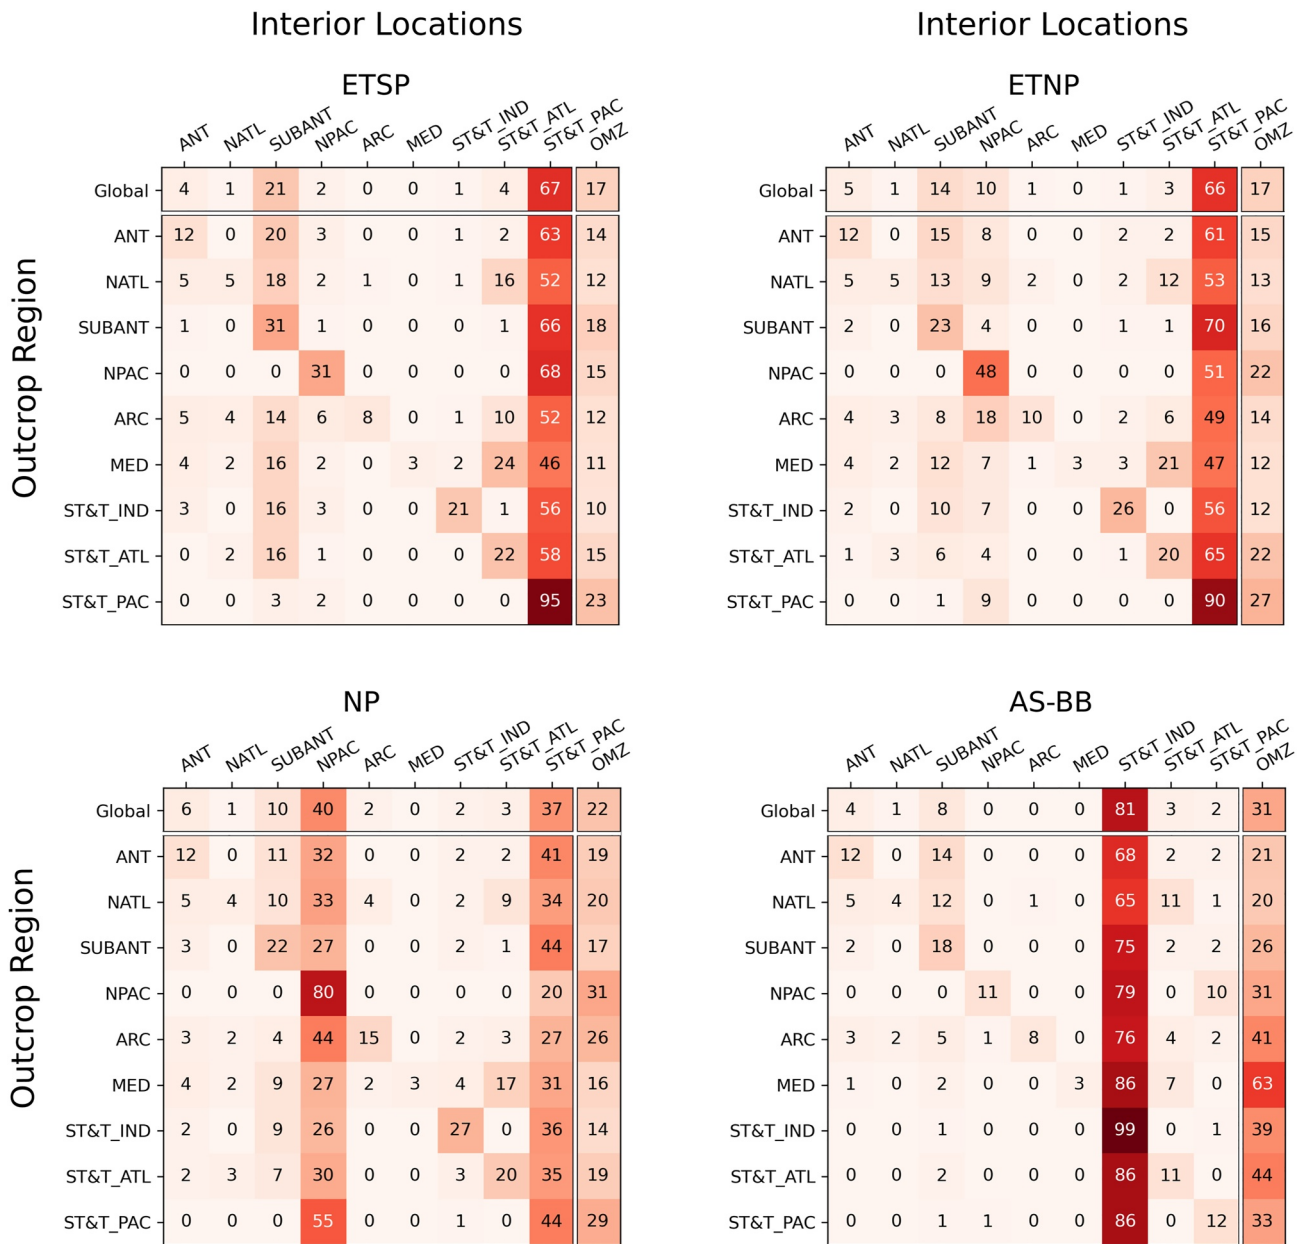 Interior Locations
Interior Locations
ETSP
ANT NATL SUBANT NPAC ARC MED ST&T_IND ST&T_ATL ST&T_PAC OMZ
Global 4 1 21 2 0 0 1 4 67 17
ANT 12 0 20 3 0 0 1 2 63 14
NATL 5 5 18 2 1 0 1 16 52 12
SUBANT 1 0 31 1 0 0 0 1 66 18
NPAC 0 0 0 31 0 0 0 0 68 15
ARC 5 4 14 6 8 0 1 10 52 12
MED 4 2 16 2 0 3 2 24 46 11
ST&T_IND 3 0 16 3 0 0 21 1 56 10
ST&T_ATL 0 2 16 1 0 0 0 22 58 15
ST&T_PAC 0 0 3 2 0 0 0 0 95 23
Outcrop Region
ETNP
ANT NATL SUBANT NPAC ARC MED ST&T_IND ST&T_ATL ST&T_PAC OMZ
Global 5 1 14 10 1 0 1 3 66 17
ANT 12 0 15 8 0 0 2 2 61 15
NATL 5 5 13 9 2 0 2 12 53 13
SUBANT 2 0 23 4 0 0 1 1 70 16
NPAC 0 0 0 48 0 0 0 0 51 22
ARC 4 3 8 18 10 0 2 6 49 14
MED 4 2 12 7 1 3 3 21 47 12
ST&T_IND 2 0 10 7 0 0 26 0 56 12
ST&T_ATL 1 3 6 4 0 0 1 20 65 22
ST&T_PAC 0 0 1 9 0 0 0 0 90 27
NP
ANT NATL SUBANT NPAC ARC MED ST&T_IND ST&T_ATL ST&T_PAC OMZ
Global 6 1 10 40 2 0 2 3 37 22
ANT 12 0 11 32 0 0 2 2 41 19
NATL 5 4 10 33 4 0 2 9 34 20
SUBANT 3 0 22 27 0 0 2 1 44 17
NPAC 0 0 0 80 0 0 0 0 20 31
ARC 3 2 4 44 15 0 2 3 27 26
MED 4 2 9 27 2 3 4 17 31 16
ST&T_IND 2 0 9 26 0 0 27 0 36 14
ST&T_ATL 2 3 7 30 0 0 3 20 35 19
ST&T_PAC 0 0 0 55 0 0 1 0 44 29
Outcrop Region
AS-BB
ANT NATL SUBANT NPAC ARC MED ST&T_IND ST&T_ATL ST&T_PAC OMZ
Global 4 1 8 0 0 0 81 3 2 31
ANT 12 0 14 0 0 0 68 2 2 21
NATL 5 4 12 0 1 0 65 11 1 20
SUBANT 2 0 18 0 0 0 75 2 2 26
NPAC 0 0 0 11 0 0 79 0 10 31
ARC 3 2 5 1 8 0 76 4 2 41
MED 1 0 2 0 0 3 86 7 0 63
ST&T_IND 0 0 1 0 0 0 99 0 1 39
ST&T_ATL 0 0 2 0 0 0 86 11 0 44
ST&T_PAC 0 0 1 1 0 0 86 0 12 33